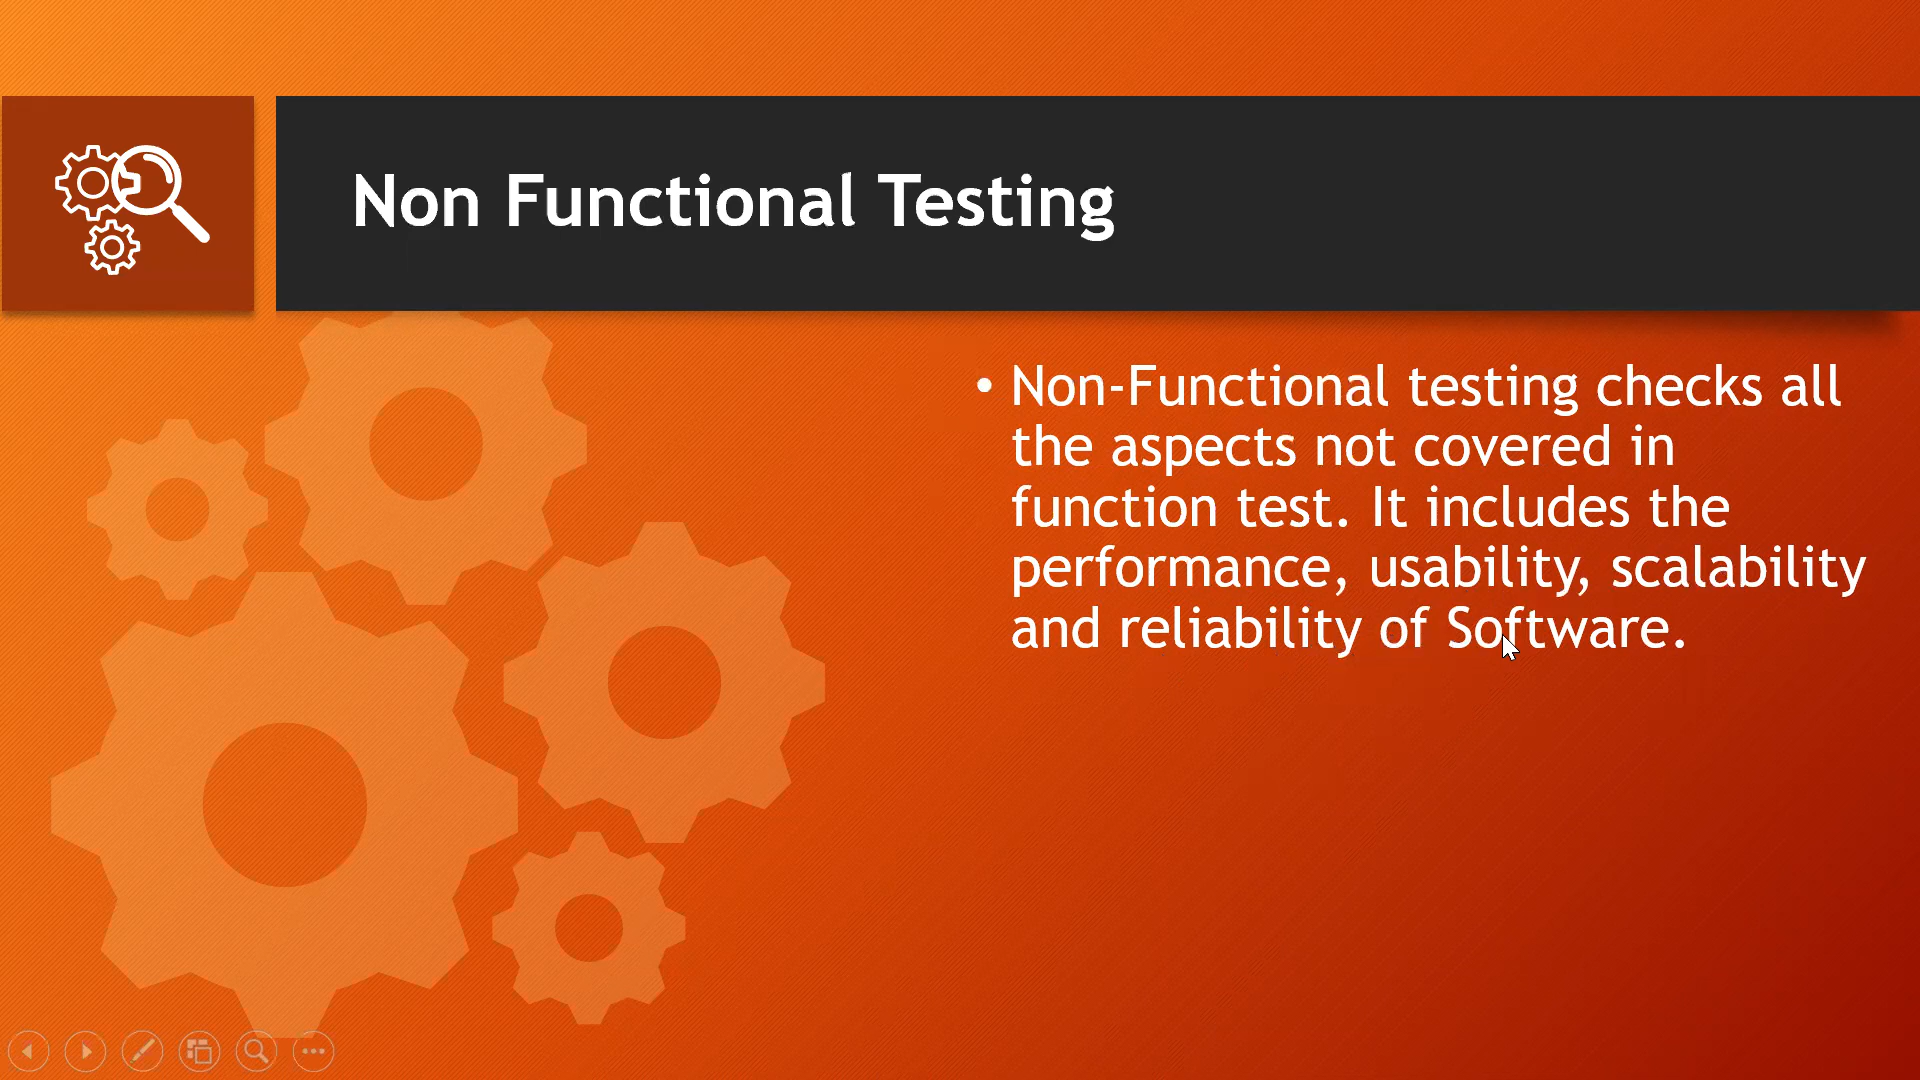 Non Functional Testing
• Non-Functional testing checks all
the aspects not covered in
function test. It includes the
performance, usability, scalability
and reliability of Software.